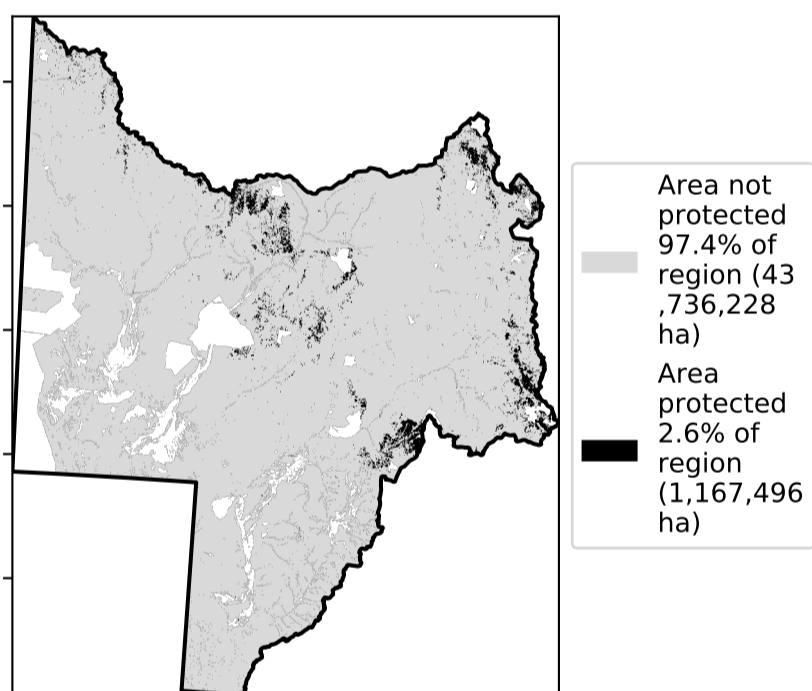 Area not
protected
97.4% of
region (43
,736,228
ha)
Area
protected
2.6% of
region
(1,167,496
ha)